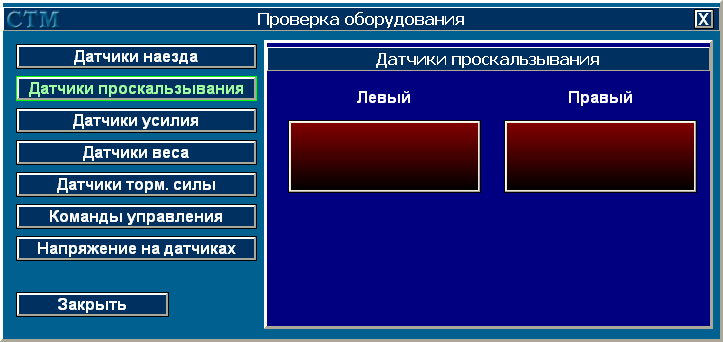 СТМ
Проверка оборудования
X
Датчики наезда
Датчики проскальзывания
Датчики усилия
Датчики веса
Датчики торм. силы
Команды управления
Напряжение на датчиках
Закрыть
Датчики проскальзывания
Левый
Правый